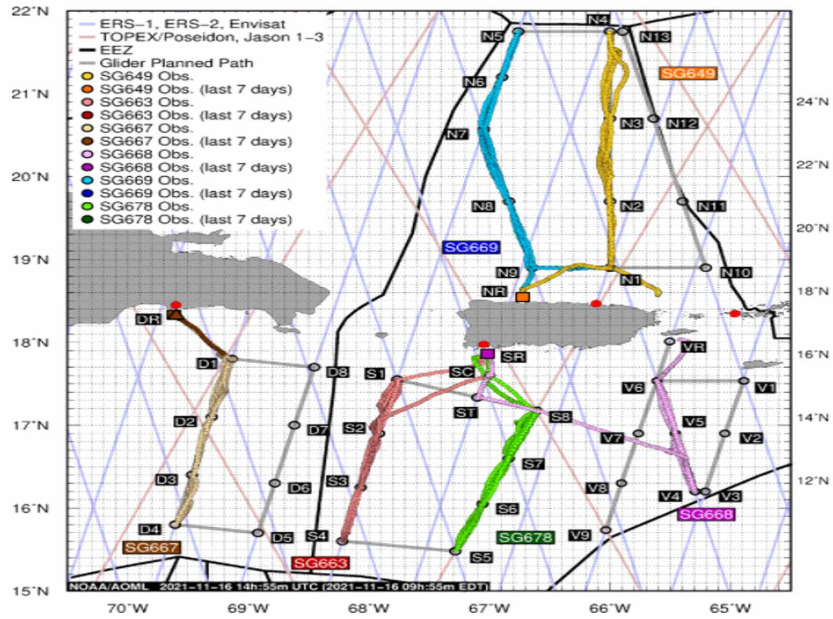 22°N
21°N
20°N
19°N
18°N
17°N
16°N
15°N
ERS-1, ERS-2, Envisat
TOPEX/Poseidon, Jason 1-3
EEZ
Glider Planned Path
SG649 Obs.
SG649 Obs. (last 7 days)
SG663 Obs.
SG663 Obs. (last 7 days)
SG667 Obs.
SG667 Obs. (last 7 days)
SG668 Obs.
SG668 Obs. (last 7 days)
SG669 Obs.
SG669 Obs. (last 7 days)
SG678 Obs.
SG678 Obs. (last 7 days)
N4
N5
N13
SG649
N6
N3
N12
N7
N8
N2
N11
SG669
N9
N1
N10
NR
24°N
22°N
20°N
18°N
16°N
14°N
12°N
DR
D1
D8
D2
D7
D3
D6
D4
D5
SG667
S1
SC
SR
ST
S2
S8
S3
S7
S6
S4
S5
SG663
SG678
VR
V6
V1
V5
V7
V2
V8
V4
V3
V9
SG668
NOAA/AOML 2021-11-16 14h:55m UTC (2021-11-16 09h:55m EDT)
70°W
69°W
68°W
67°W
66°W
65°W